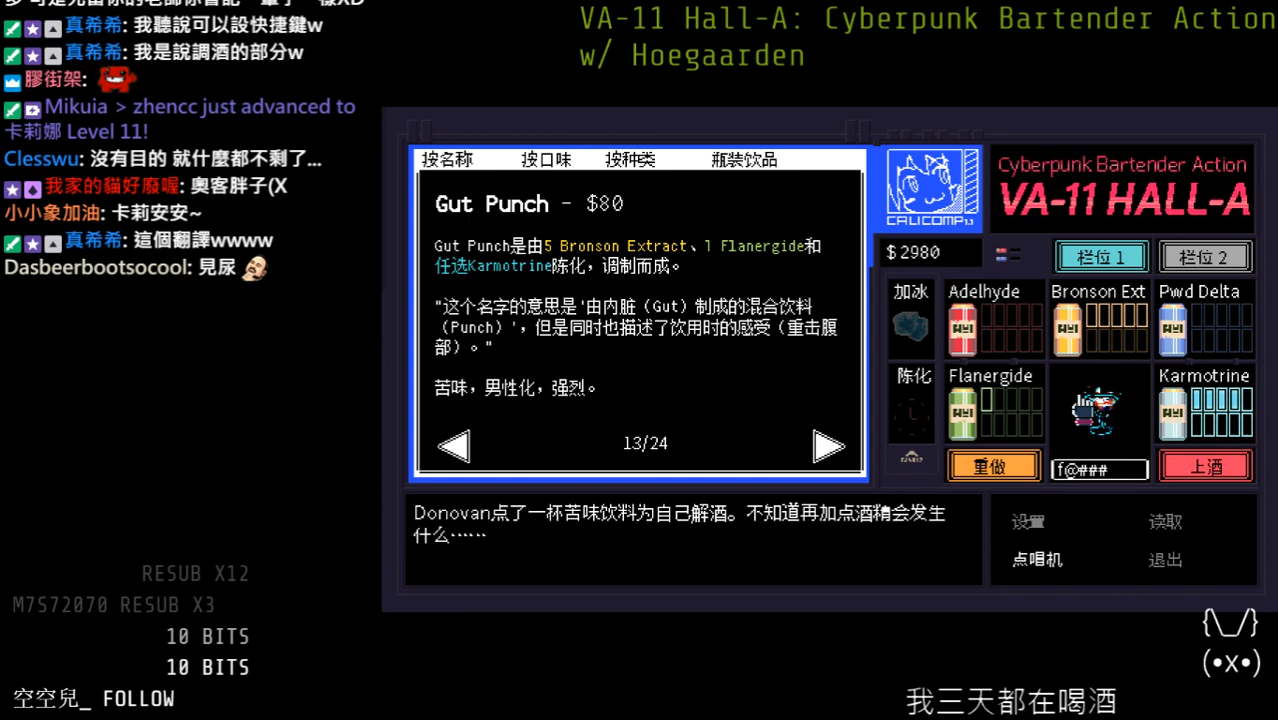 真希希: 我聽說可以設快捷鍵w
真希希: 我是說調酒的部分w
膠街架:
Mikuia > zhencc just advanced to
卡莉娜 Level 11!
Clesswu: 沒有目的 就什麼都不剩了...
我家的貓好廢喔: 奧客胖子(X
小小象加油: 卡莉安安~
真希希: 這個翻譯wwww
Dasbeerbootsocool: 見尿
RESUB X12
M7S72070 RESUB X3
10 BITS
10 BITS
空空兒_ FOLLOW
VA-11 Hall-A: Cyberpunk Bartender Action
w/ Hoegaarden
按名称 按口味 按种类 瓶装饮品
Gut Punch - $80
Gut Punch是由5 Bronson Extract、1 Flanergide和
任选Karmotrine陈化，调制而成。
"这个名字的意思是'由内脏（Gut）制成的混合饮料
（Punch）'，但是同时也描述了饮用时的感受（重击腹
部）。"
苦味，男性化，强烈。
13/24
CALICOMP1.1
Cyberpunk Bartender Action
VA-11 HALL-A
$2980
栏位1 栏位2
加冰 Adelhyde Bronson Ext Pwd Delta
陈化 Flanergide Karmotrine
重做 f@### 上酒
Donovan点了一杯苦味饮料为自己解酒。不知道再加点酒精会发生
什么……
设置 读取
点唱机 退出
{\_/}
(•x•)
我三天都在喝酒